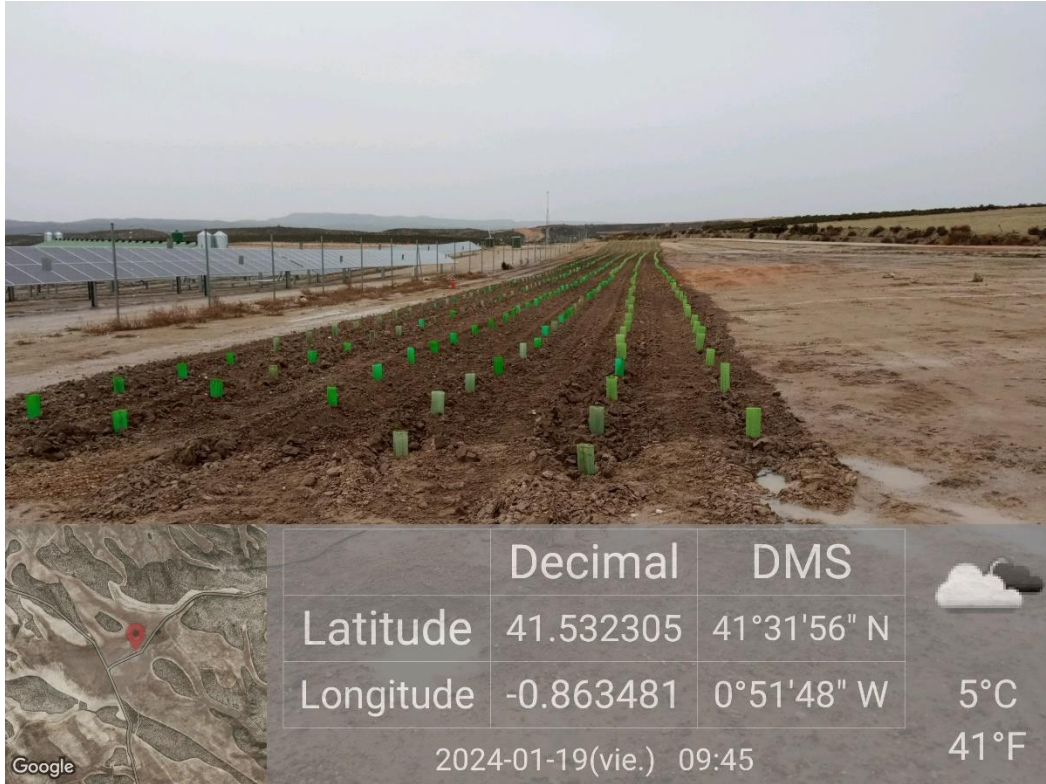 Decimal DMS
Latitude 41.532305 41°31'56" N
Longitude -0.863481 0°51'48" W
2024-01-19(vie.) 09:45
5°C
41°F
Google